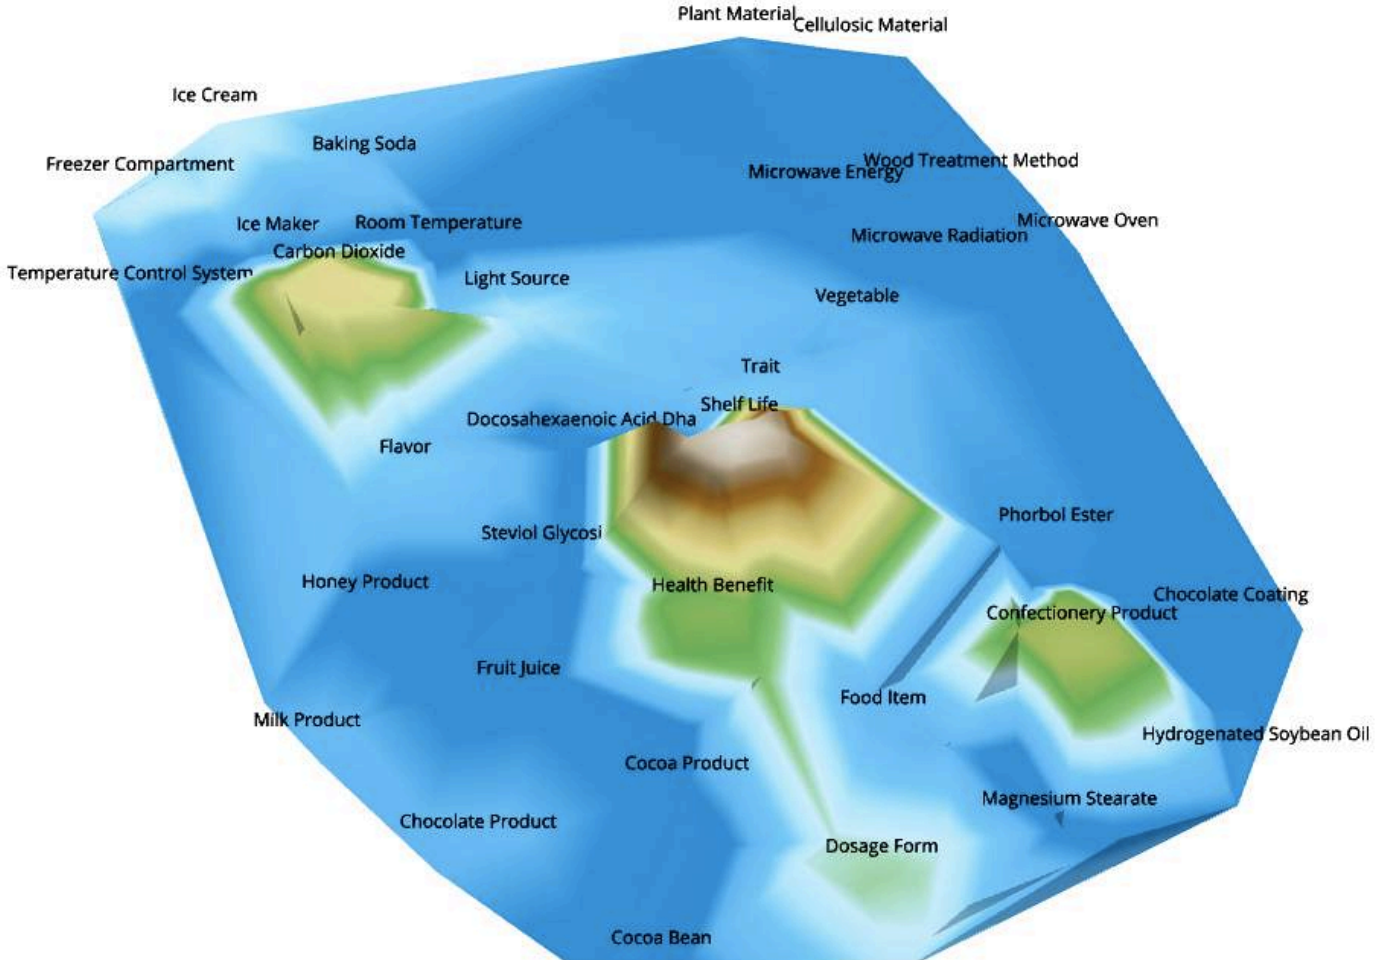 Plant Material
Cellulosic Material
Ice Cream
Baking Soda
Freezer Compartment
Wood Treatment Method
Microwave Energy
Ice Maker
Room Temperature
Microwave Oven
Microwave Radiation
Carbon Dioxide
Temperature Control System
Light Source
Vegetable
Trait
Shelf Life
Docosahexaenoic Acid Dha
Flavor
Phorbol Ester
Steviol Glycosi
Honey Product
Health Benefit
Chocolate Coating
Confectionery Product
Fruit Juice
Food Item
Milk Product
Hydrogenated Soybean Oil
Cocoa Product
Magnesium Stearate
Chocolate Product
Dosage Form
Cocoa Bean